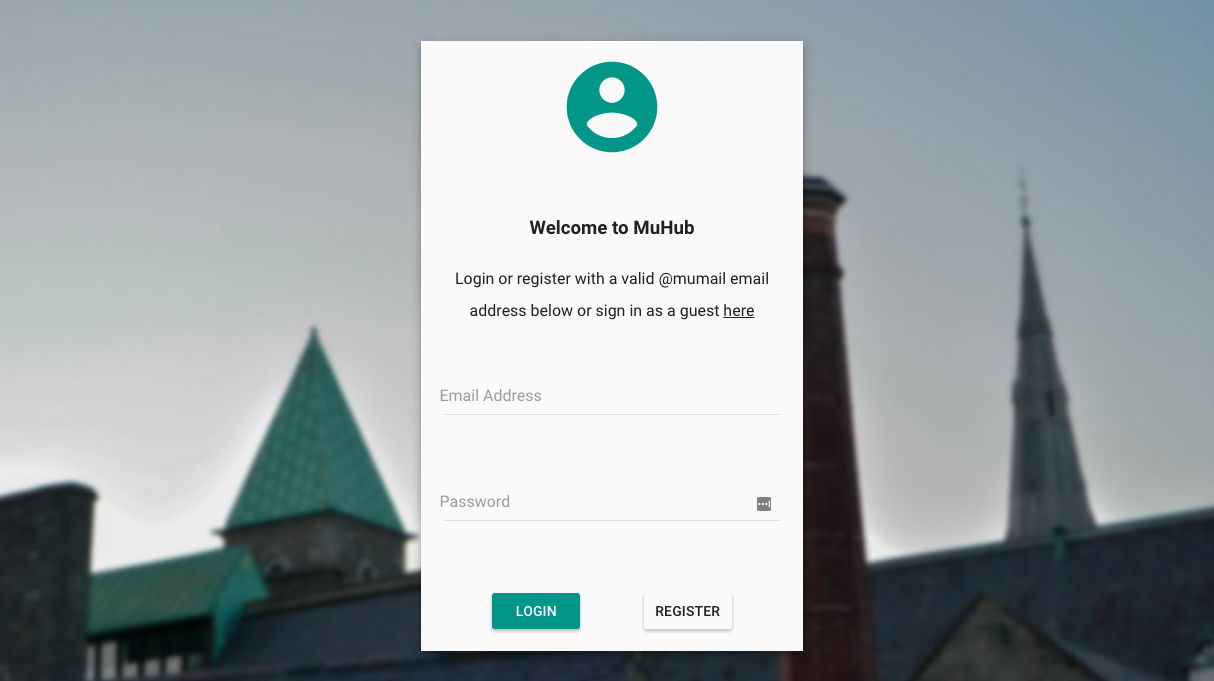 Welcome to MuHub
Login or register with a valid @mumail email
address below or sign in as a guest here
Email Address
Password
LOGIN
REGISTER